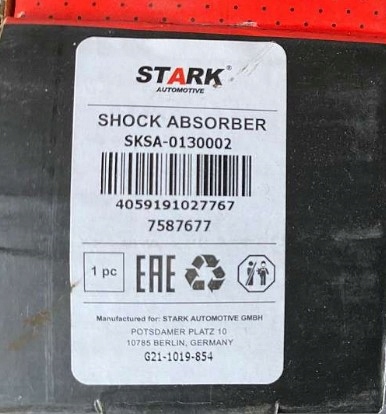 STARK®
AUTOMOTIVE
SHOCK ABSORBER
SKSA-0130002
4059191027767
7587677
1 pc
EAC
Manufactured for: STARK AUTOMOTIVE GMBH
POTSDAMER PLATZ 10
10785 BERLIN, GERMANY
G21-1019-854